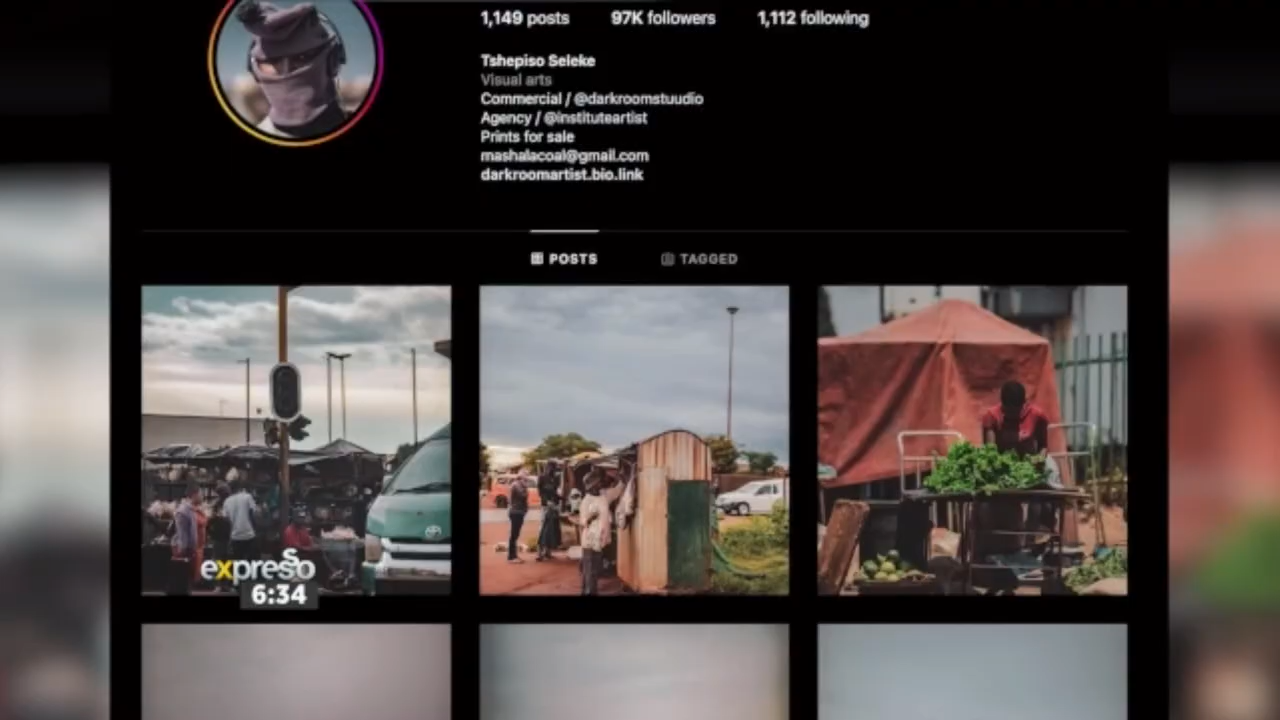 1,149 posts 97K followers 1,112 following
Tshepiso Seleke
Visual arts
Commercial / @darkroomstuudio
Agency / @instituteartist
Prints for sale
mashalacoal@gmail.com
darkroomartist.bio.link
POSTS TAGGED
expresso
6:34